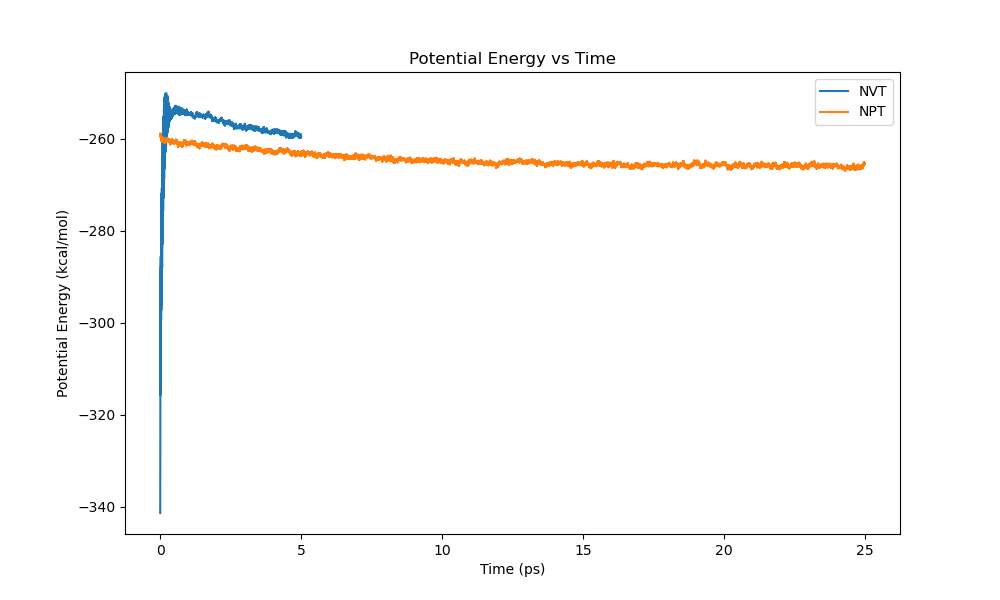 Potential Energy vs Time
NVT
NPT
Potential Energy (kcal/mol)
−260
−280
−300
−320
−340
0
5
10
15
20
25
Time (ps)